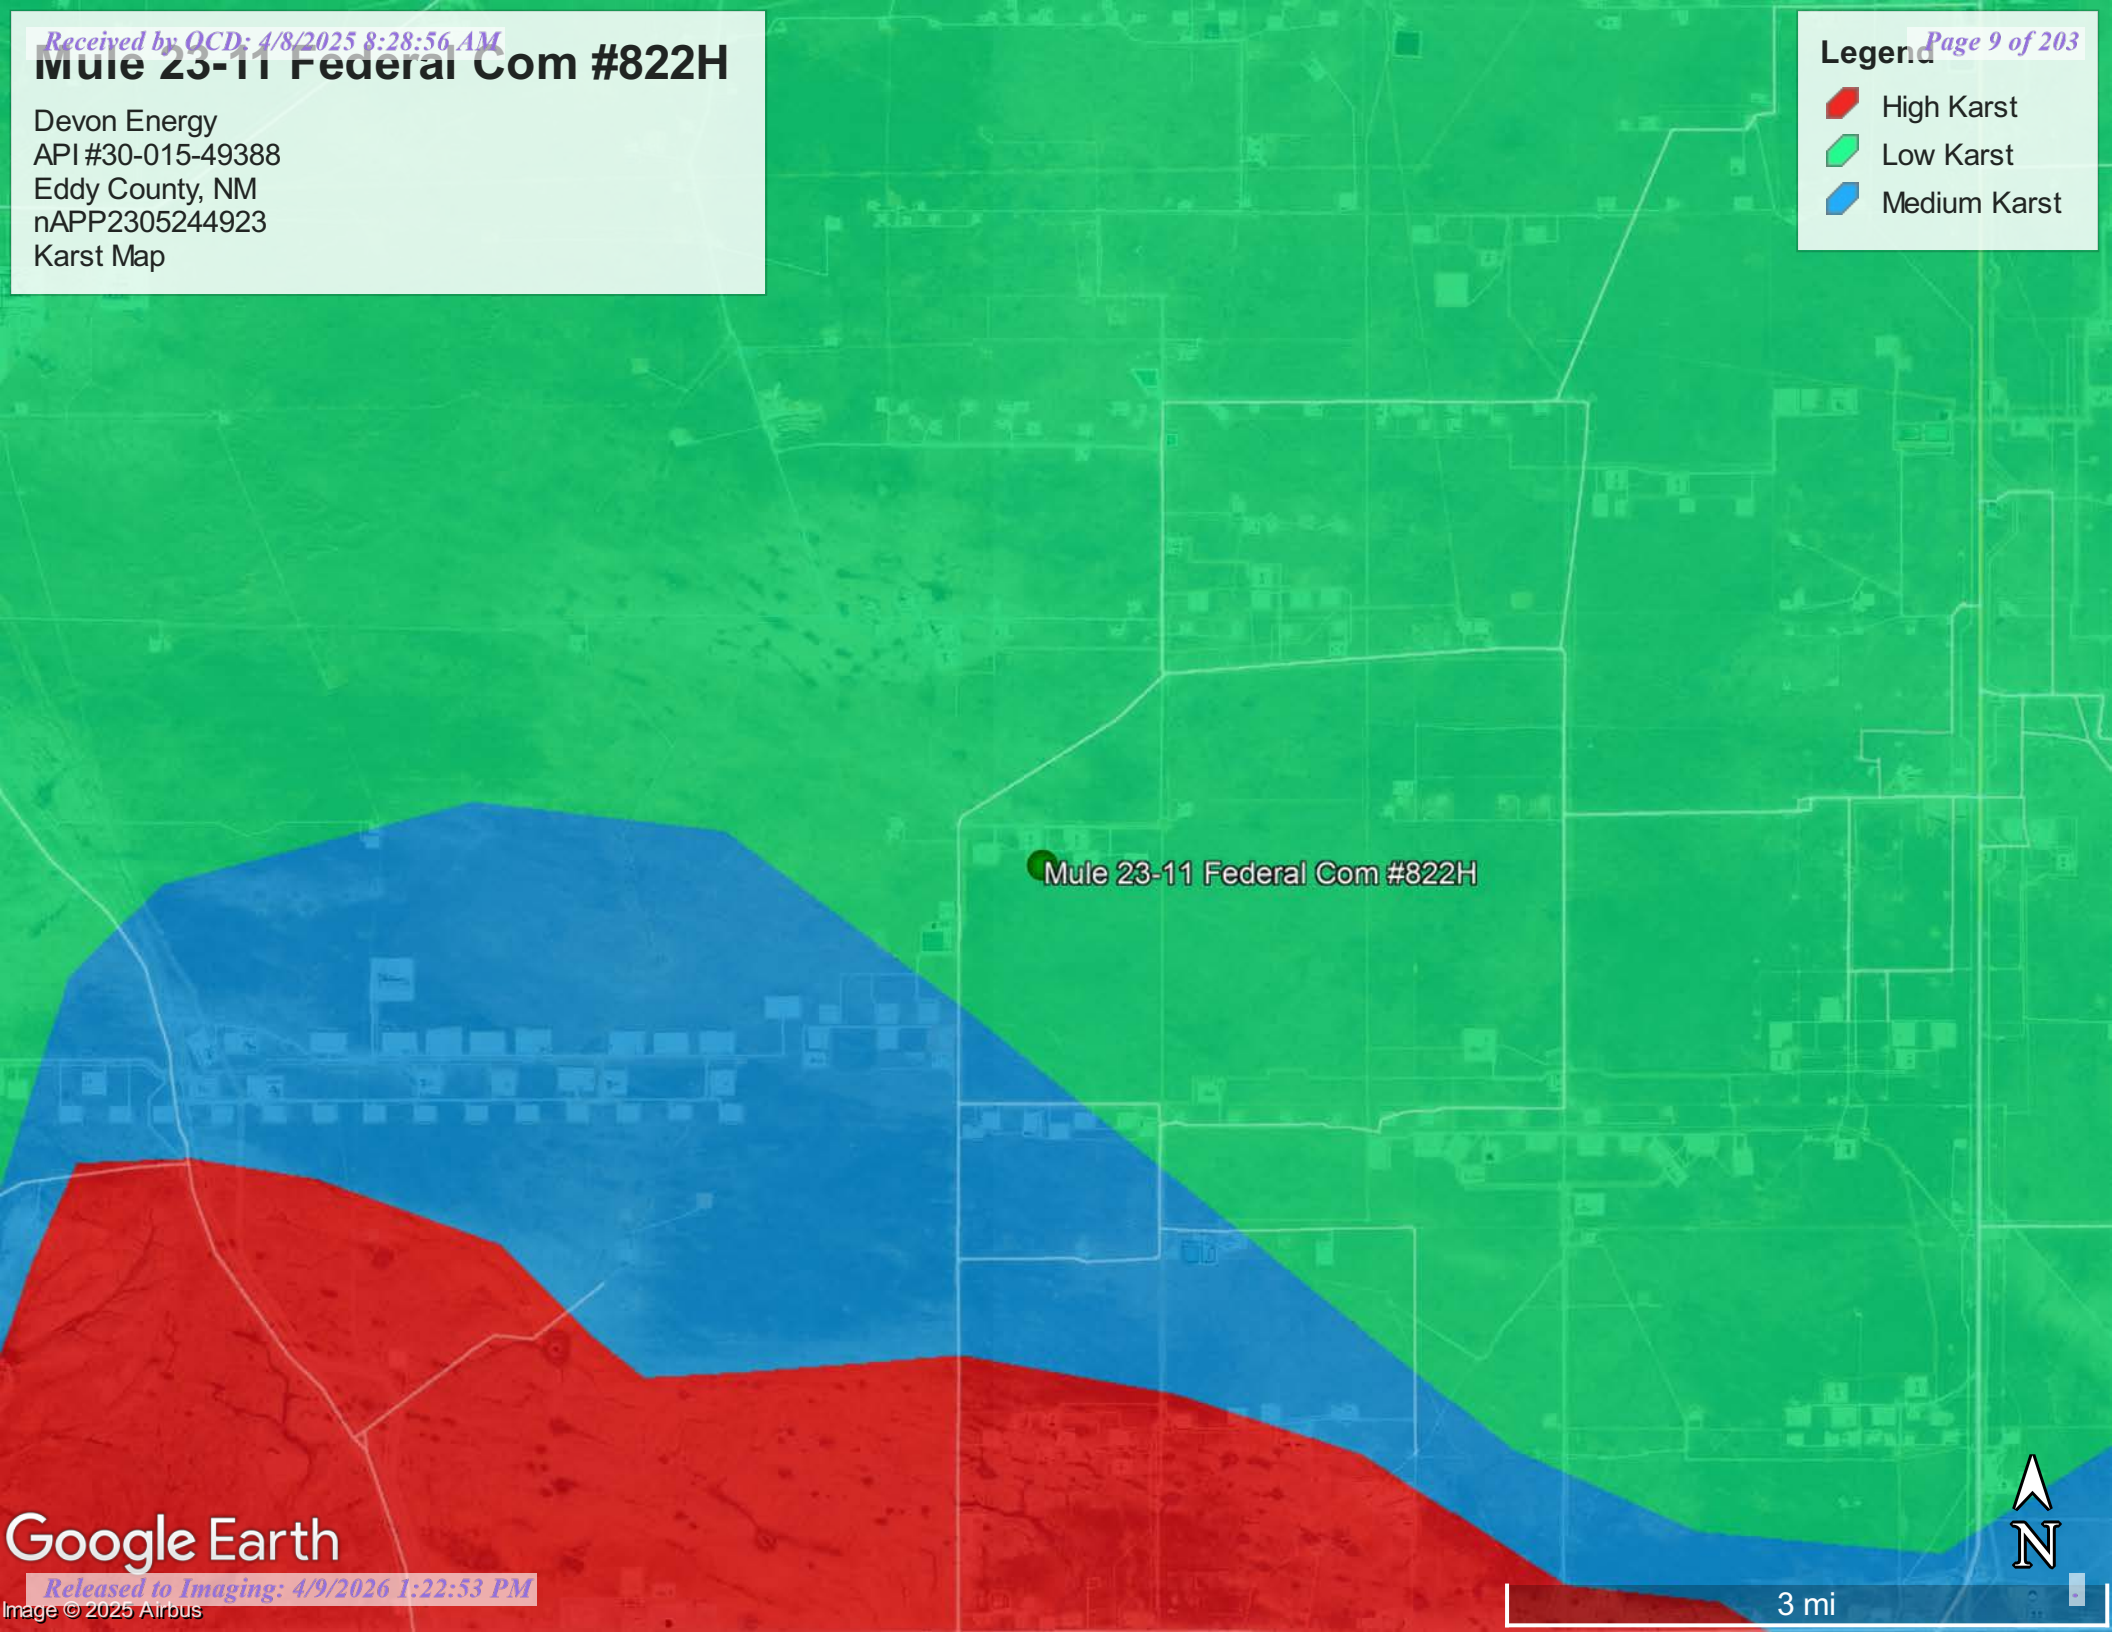 Received by OCD: 4/8/2025 8:28:56 AM
Page 9 of 203
Mule 23-11 Federal Com #822H
Devon Energy
API #30-015-49388
Eddy County, NM
nAPP2305244923
Karst Map
Legend
High Karst
Low Karst
Medium Karst
Mule 23-11 Federal Com #822H
N
3 mi
Google Earth
Released to Imaging: 4/9/2026 1:22:53 PM
Image © 2025 Airbus